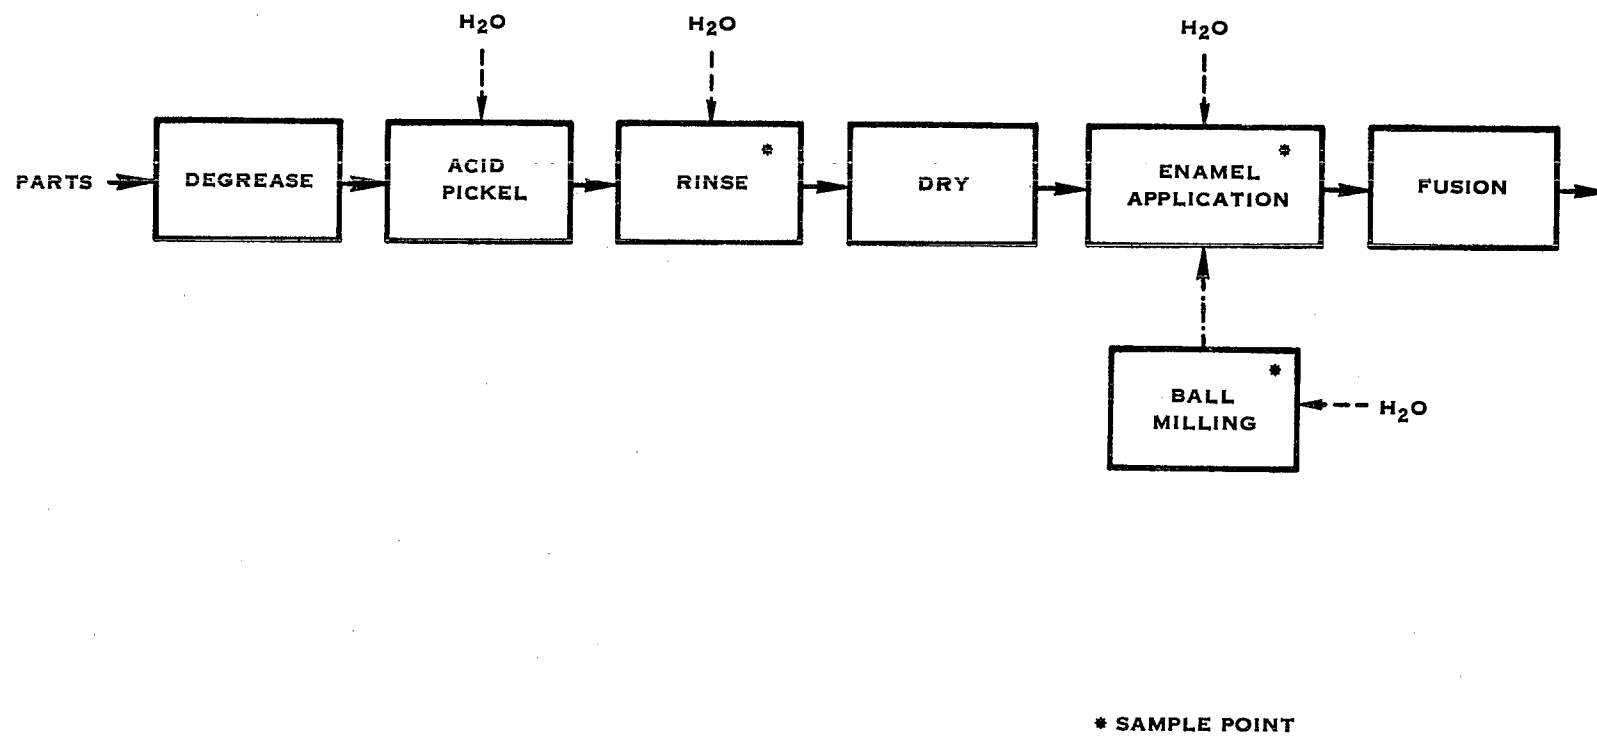 H₂O
H₂O
H₂O
PARTS
DEGREASE
ACID
PICKEL
RINSE *
DRY
ENAMEL *
APPLICATION
FUSION
BALL *
MILLING
H₂O
* SAMPLE POINT